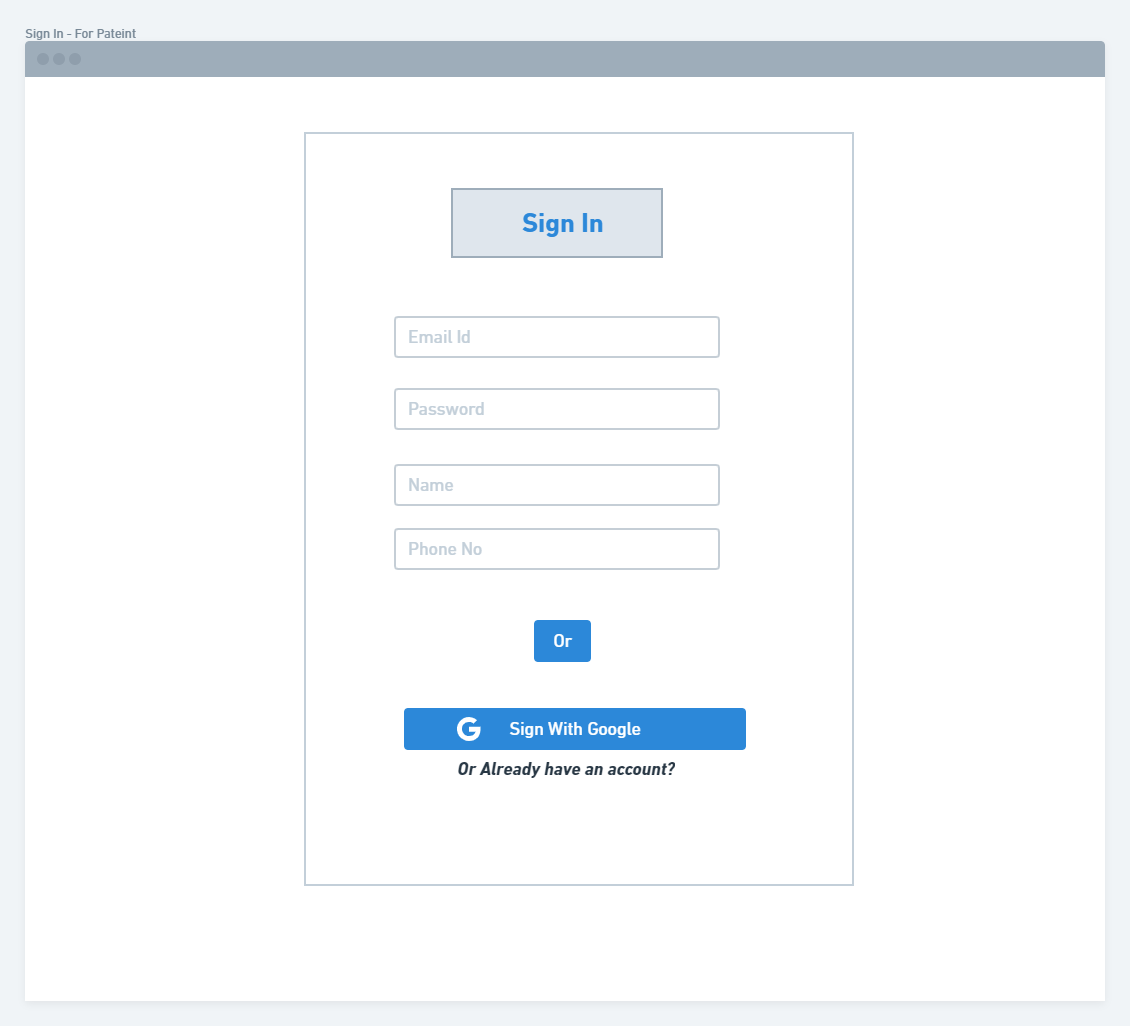 Sign In - For Pateint
Sign In
Email Id
Password
Name
Phone No
Or
Sign With Google
Or Already have an account?